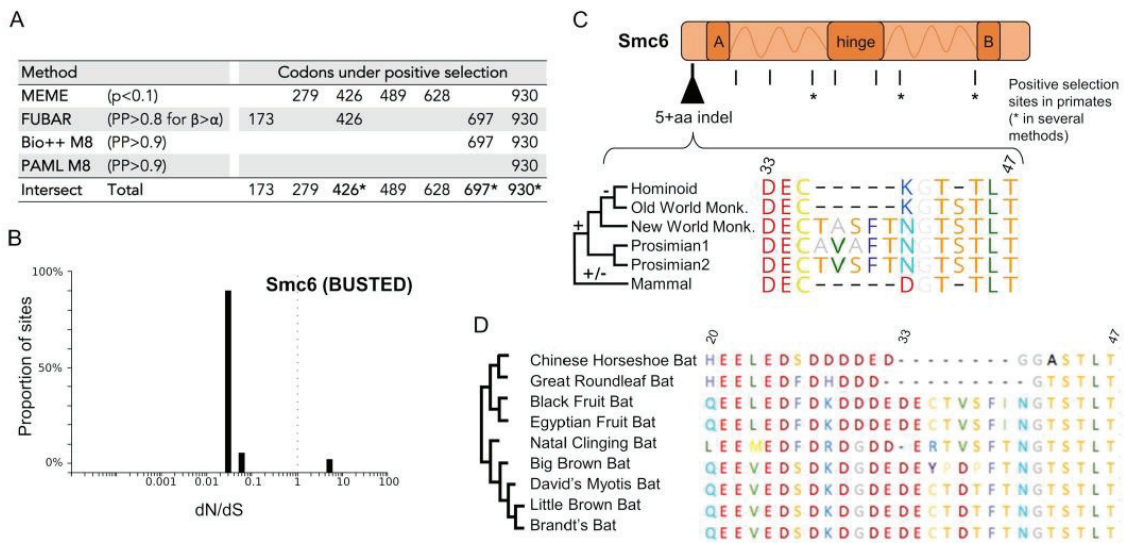 A
Method Codons under positive selection
MEME (p<0.1) 279 426 489 628 930
FUBAR (PP>0.8 for β>α) 173 426 697 930
Bio++ M8 (PP>0.9) 697 930
PAML M8 (PP>0.9) 930
Intersect Total 173 279 426* 489 628 697* 930*
B
Smc6 (BUSTED)
Proportion of sites
100%
50%
0%
0.001 0.01 0.1 1 10 100
dN/dS
C
Smc6 A hinge B
* * *
5+aa indel
Positive selection
sites in primates
(* in several
methods)
33 47
- + +/-
Hominoid DEC-----KGT-TLT
Old World Monk. DEC-----KGTSTLT
New World Monk. DECTASFTNGTSTLT
Prosimian1 DECAVAFTNGTSTLT
Prosimian2 DECTVSFTNGTSTLT
Mammal DEC-----DGT-TLT
D
20 33 47
Chinese Horseshoe Bat HEELEDSDDDDED--------GGASTLT
Great Roundleaf Bat HEELEDFDHDDD----------GTSTLT
Black Fruit Bat QEELEDFDKDDDEDECTVSFINGTSTLT
Egyptian Fruit Bat QEELEDFDKDDDEDECTVSFINGTSTLT
Natal Clinging Bat LEEMEDFDRDGDD-ERTVSFTNGTSTLT
Big Brown Bat QEEVEDSDKDGDEDEYPDPFTNGTSTLT
David's Myotis Bat QEEVEDSDKDGDEDECTDTFTNGTSTLT
Little Brown Bat QEEVEDSDKDGDEDECTDTFTNGTSTLT
Brandt's Bat QEEVEDSDKDGDEDECTDTFTNGTSTLT